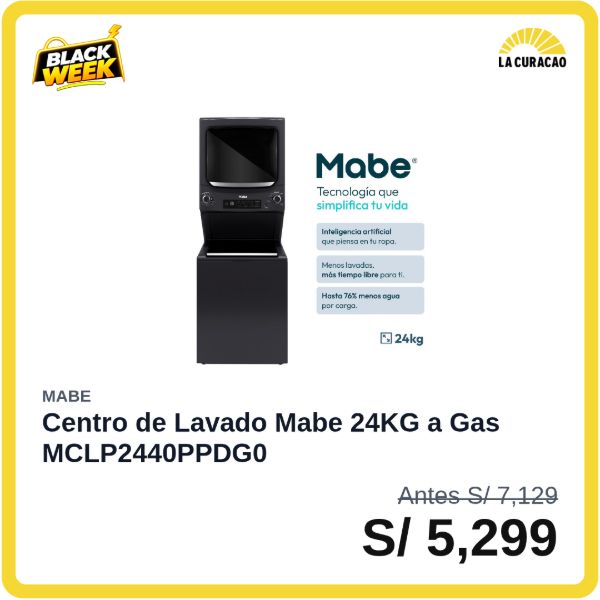 BLACK
WEEK
LA CURACAO
Mabe®
Tecnología que
simplifica tu vida
Inteligencia artificial
que piensa en tu ropa.
Menos lavadas,
más tiempo libre para ti.
Hasta 76% menos agua
por carga.
24kg
mabe
MABE
Centro de Lavado Mabe 24KG a Gas
MCLP2440PPDG0
Antes S/ 7,129
S/ 5,299